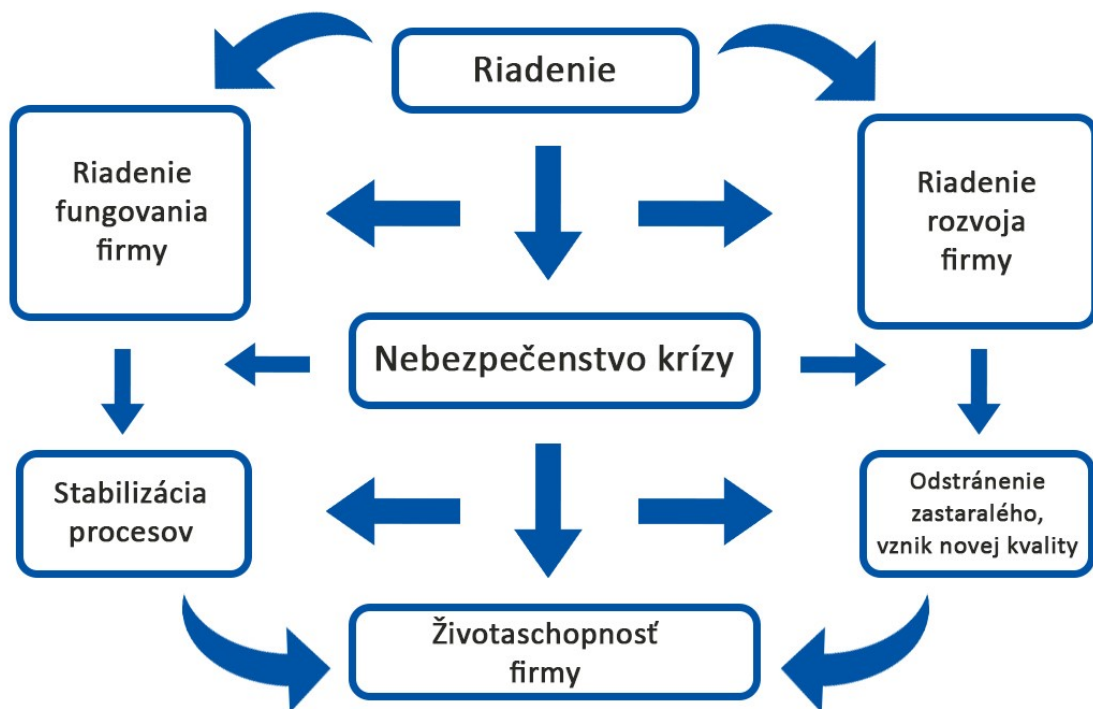 Riadenie
Riadenie
fungovania
firmy
Riadenie
rozvoja
firmy
Nebezpečenstvo krízy
Stabilizácia
procesov
Odstránenie
zastaralého,
vznik novej kvality
Životaschopnosť
firmy